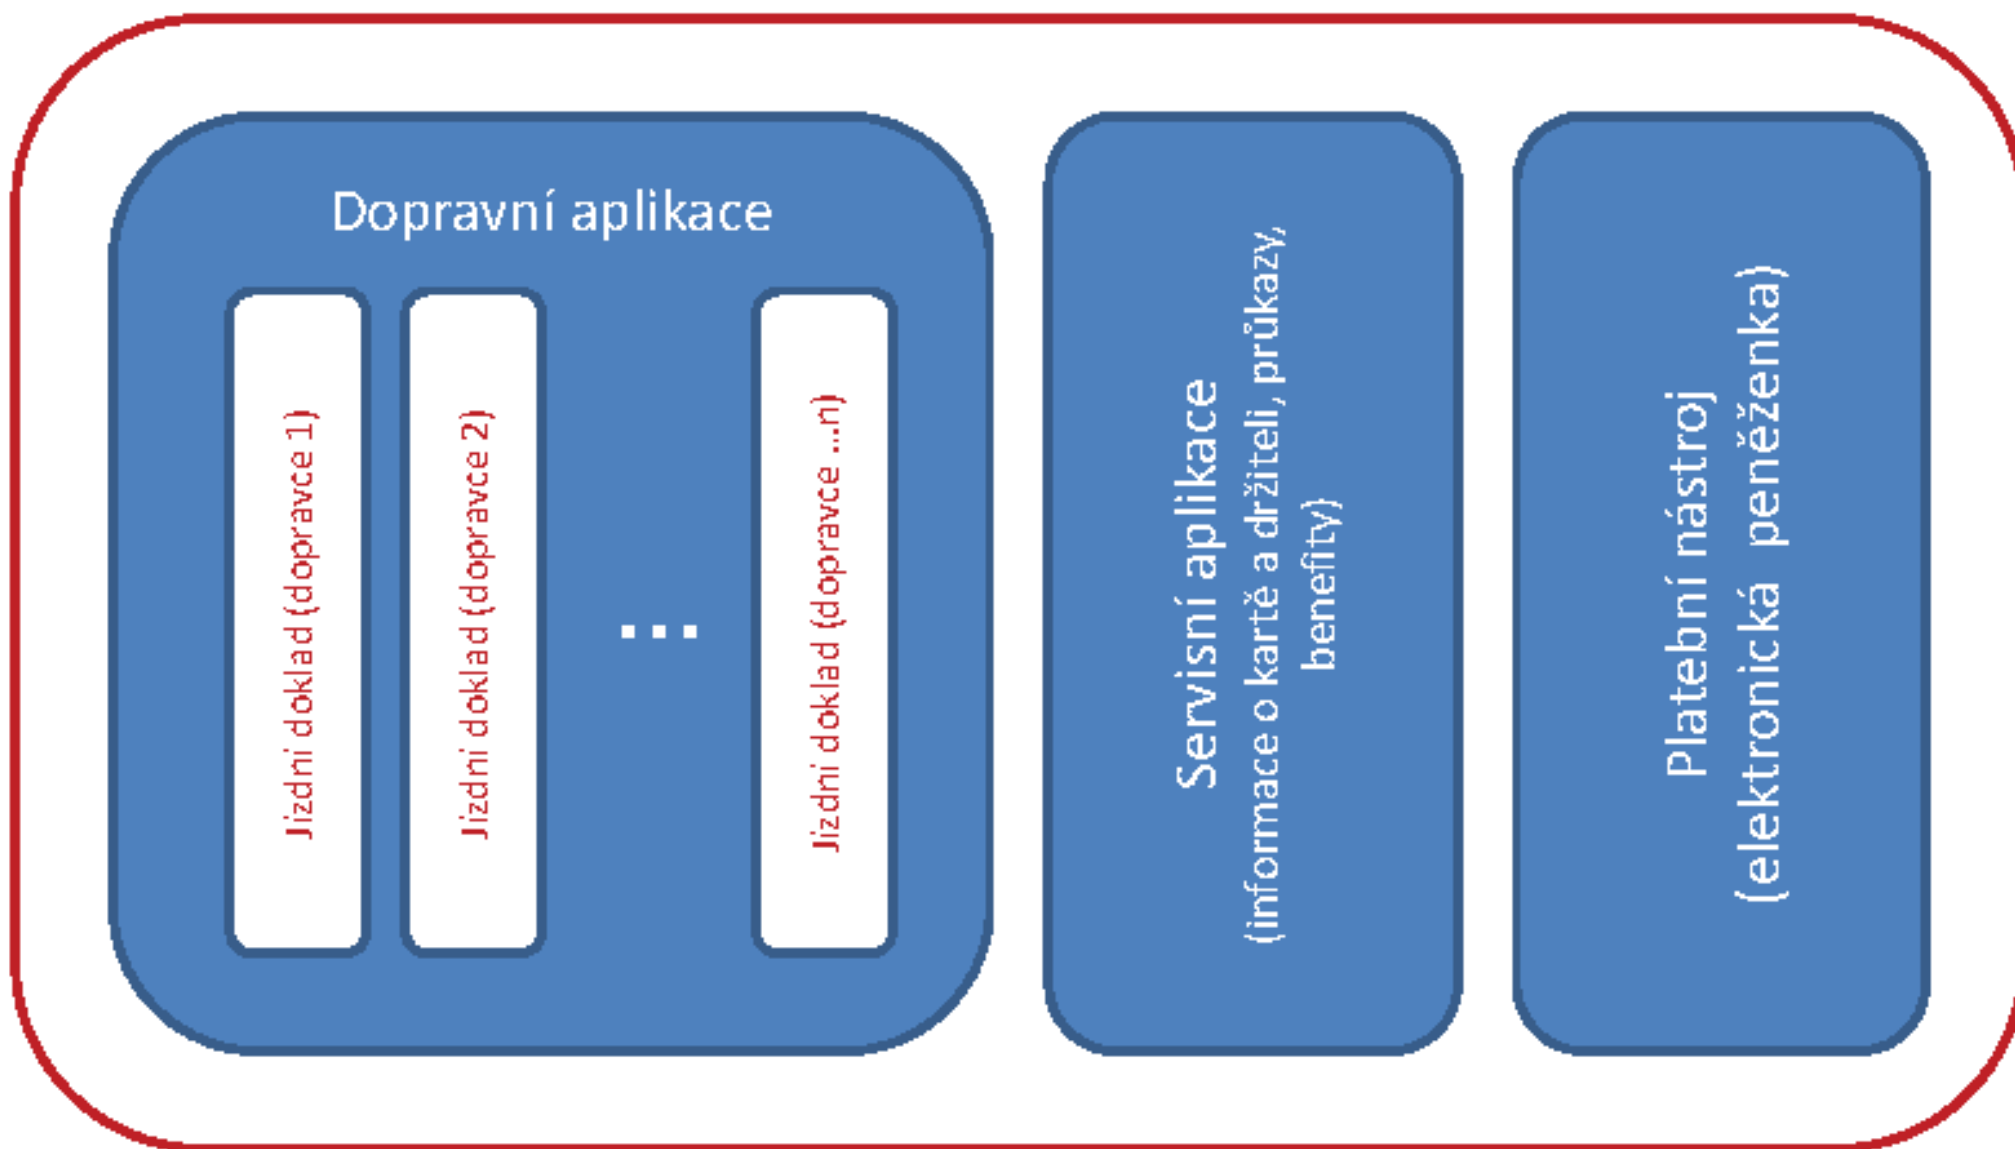 Dopravní aplikace
Jízdní doklad (dopravce 1)
Jízdní doklad (dopravce 2)
...
Jízdní doklad (dopravce ...n)
Servisní aplikace
(informace o kartě a držiteli, průkazy,
benefity)
Platební nástroj
(elektronická peněženka)